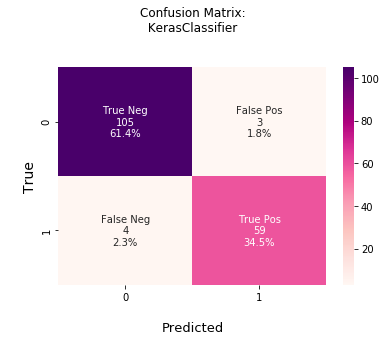 Confusion Matrix:
KerasClassifier
True Neg
105
61.4%
False Pos
3
1.8%
False Neg
4
2.3%
True Pos
59
34.5%
0
1
True
0
1
Predicted
100
80
60
40
20